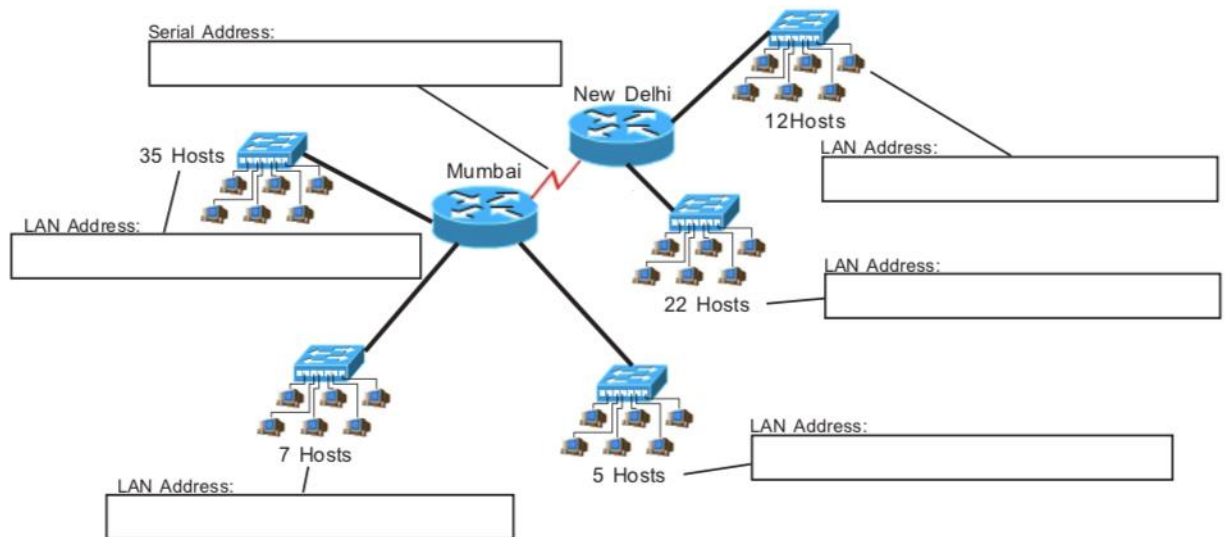 Serial Address:
New Delhi
12Hosts
LAN Address:
35 Hosts
Mumbai
LAN Address:
LAN Address:
22 Hosts
LAN Address:
7 Hosts
5 Hosts
LAN Address: